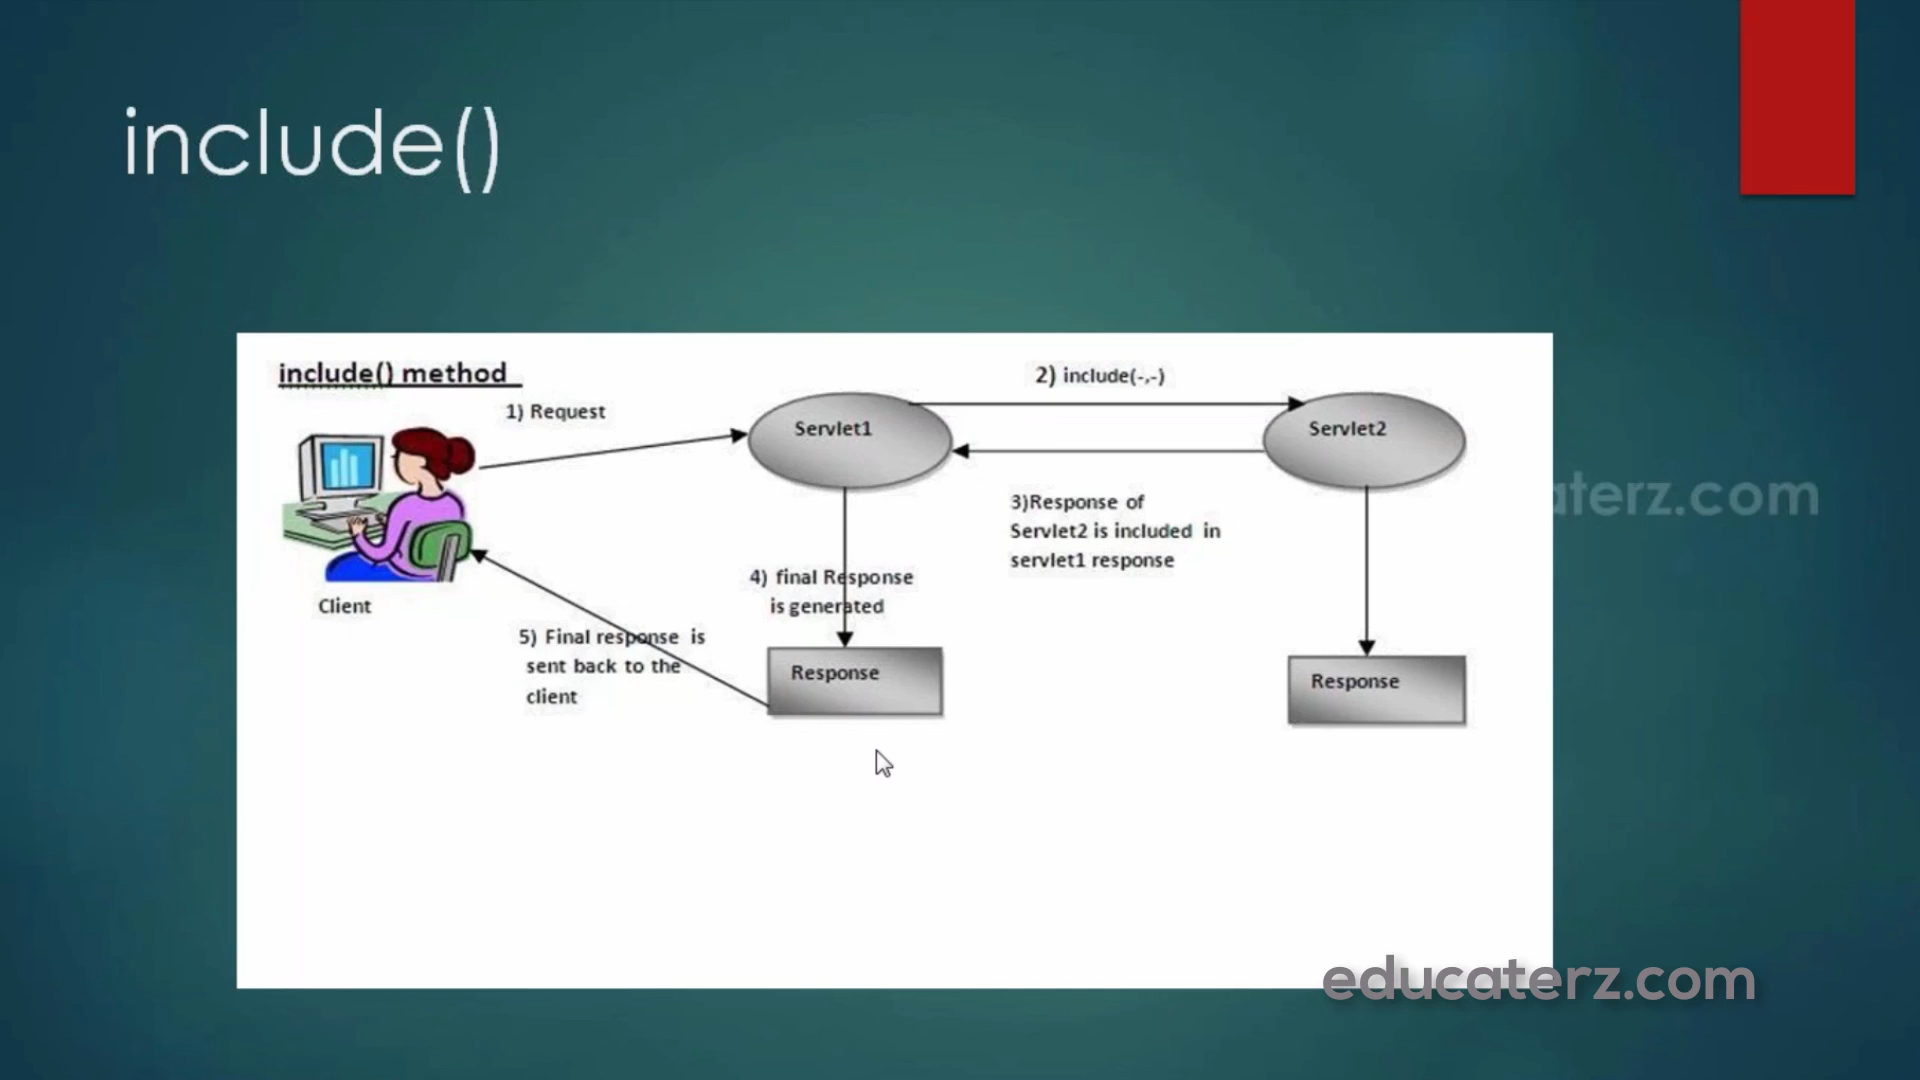 include()
include() method
1) Request
2) include(-,-)
Servlet1
Servlet2
3)Response of
Servlet2 is included in
servlet1 response
4) final Response
is generated
Client
5) Final response is
sent back to the
client
Response
Response
aterz.com
educaterz.com